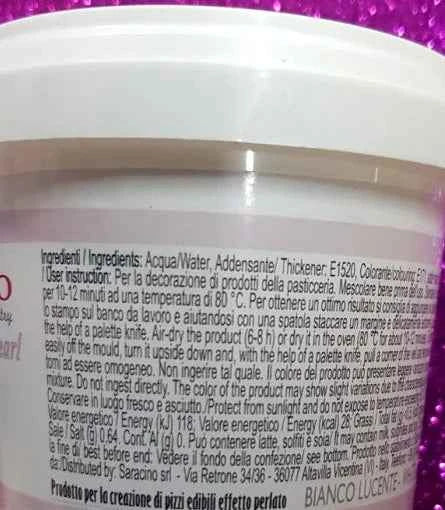 Ingredienti / Ingredients: Acqua/Water, Addensante/ Thickener: E1520. Colorante/colouring: E171
/ User instruction: Per la decorazione di prodotti della pasticceria. Mescolare bene prima
per 10-12 minuti ad una temperatura di 80 °C. Per ottenere un ottimo risultato si consiglia di
lo stampo sul banco da lavoro e aiutandosi con una spatola staccare un margine e delicatamente
the help of a palette knife. Air-dry the product (6-8 h) or dry it in the oven (80 °C for about 10-12
easily off the mould, turn it upside down and, with the help of a palette knife, pull a corner of the
torni ad essere omogeneo. Non ingerire tal quale. Il colore del prodotto può presentare
mixture. Do not ingest directly. The color of the product may show slight variations due to
Conservare in luogo fresco e asciutto./Protect from sunlight and do not expose to temperature
Valore energetico / Energy (kJ) 118; Valore energetico / Energy (kcal) 28; Grassi / Total fat (g)
Sale / Salt (g) 0.64. Cont. Al (g) 0. Può contenere latte, solfiti e soia/ It may contain milk,
la fine di/ best before end: Vedere il fondo della confezione/ see bottom. Prodotto
da:/Distributed by: Saracino srl - Via Retrone 34/36 - 36077 Altavilla Vicentina (VI) - Italy
Prodotto per la creazione di pizzi edibili effetto perlato
BIANCO LUCENTE -
O
try
earl